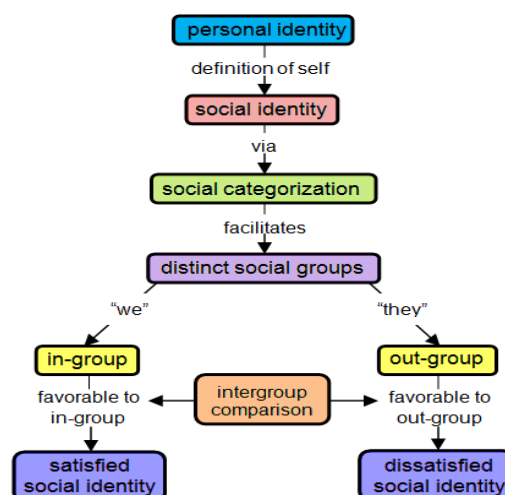 personal identity
definition of self
social identity
via
social categorization
facilitates
distinct social groups
“we”
“they”
in-group
out-group
favorable to
in-group
intergroup
comparison
favorable to
out-group
satisfied
social identity
dissatisfied
social identity